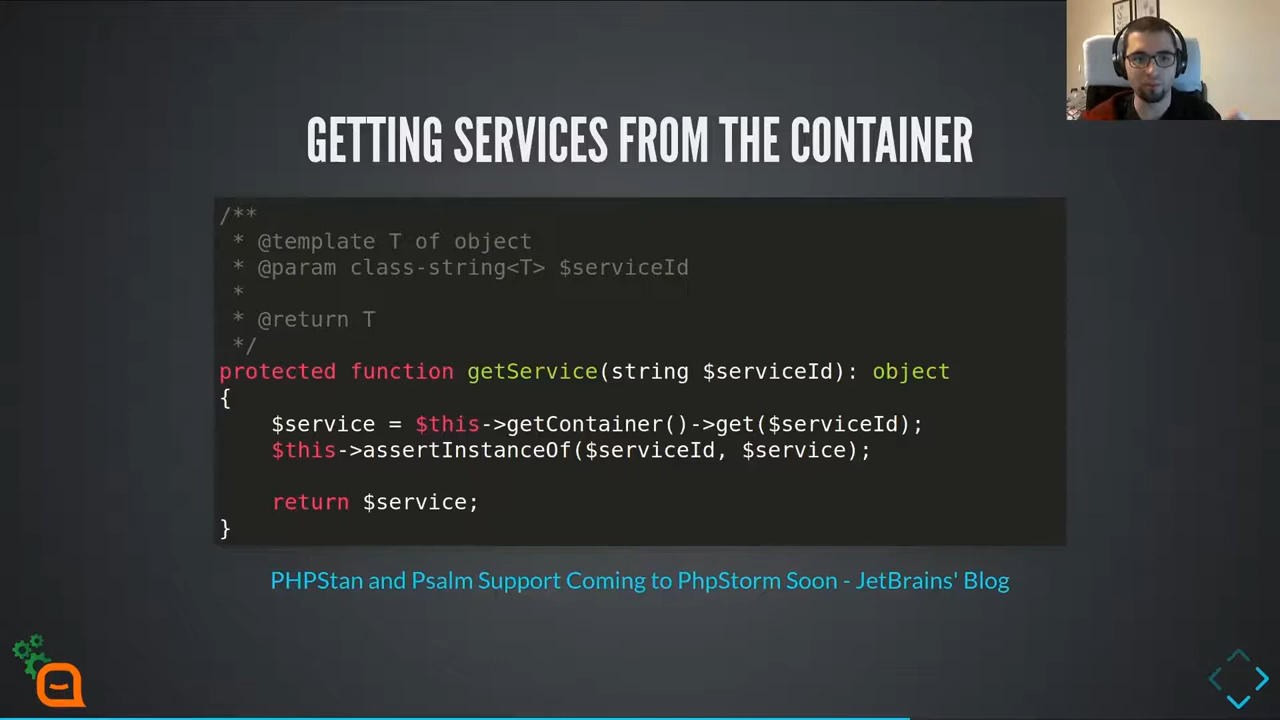 GETTING SERVICES FROM THE CONTAINER
/**
 * @template T of object
 * @param class-string<T> $serviceId
 *
 * @return T
 */
protected function getService(string $serviceId): object
{
    $service = $this->getContainer()->get($serviceId);
    $this->assertInstanceOf($serviceId, $service);
    return $service;
}
PHPStan and Psalm Support Coming to PhpStorm Soon - JetBrains' Blog